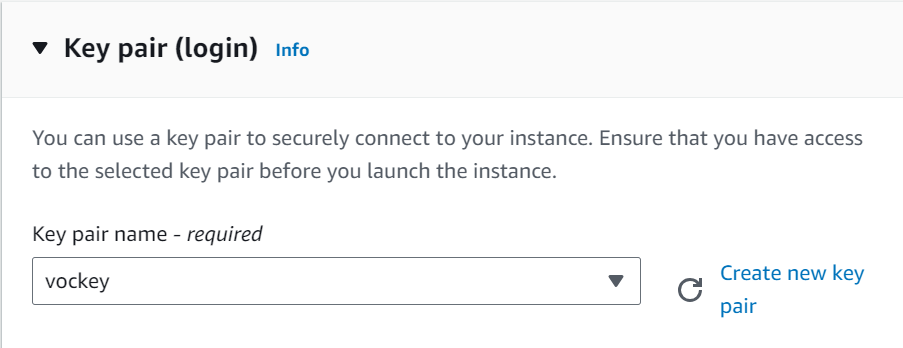 Key pair (login) Info
You can use a key pair to securely connect to your instance. Ensure that you have access
to the selected key pair before you launch the instance.
Key pair name - required
vockey
Create new key
pair